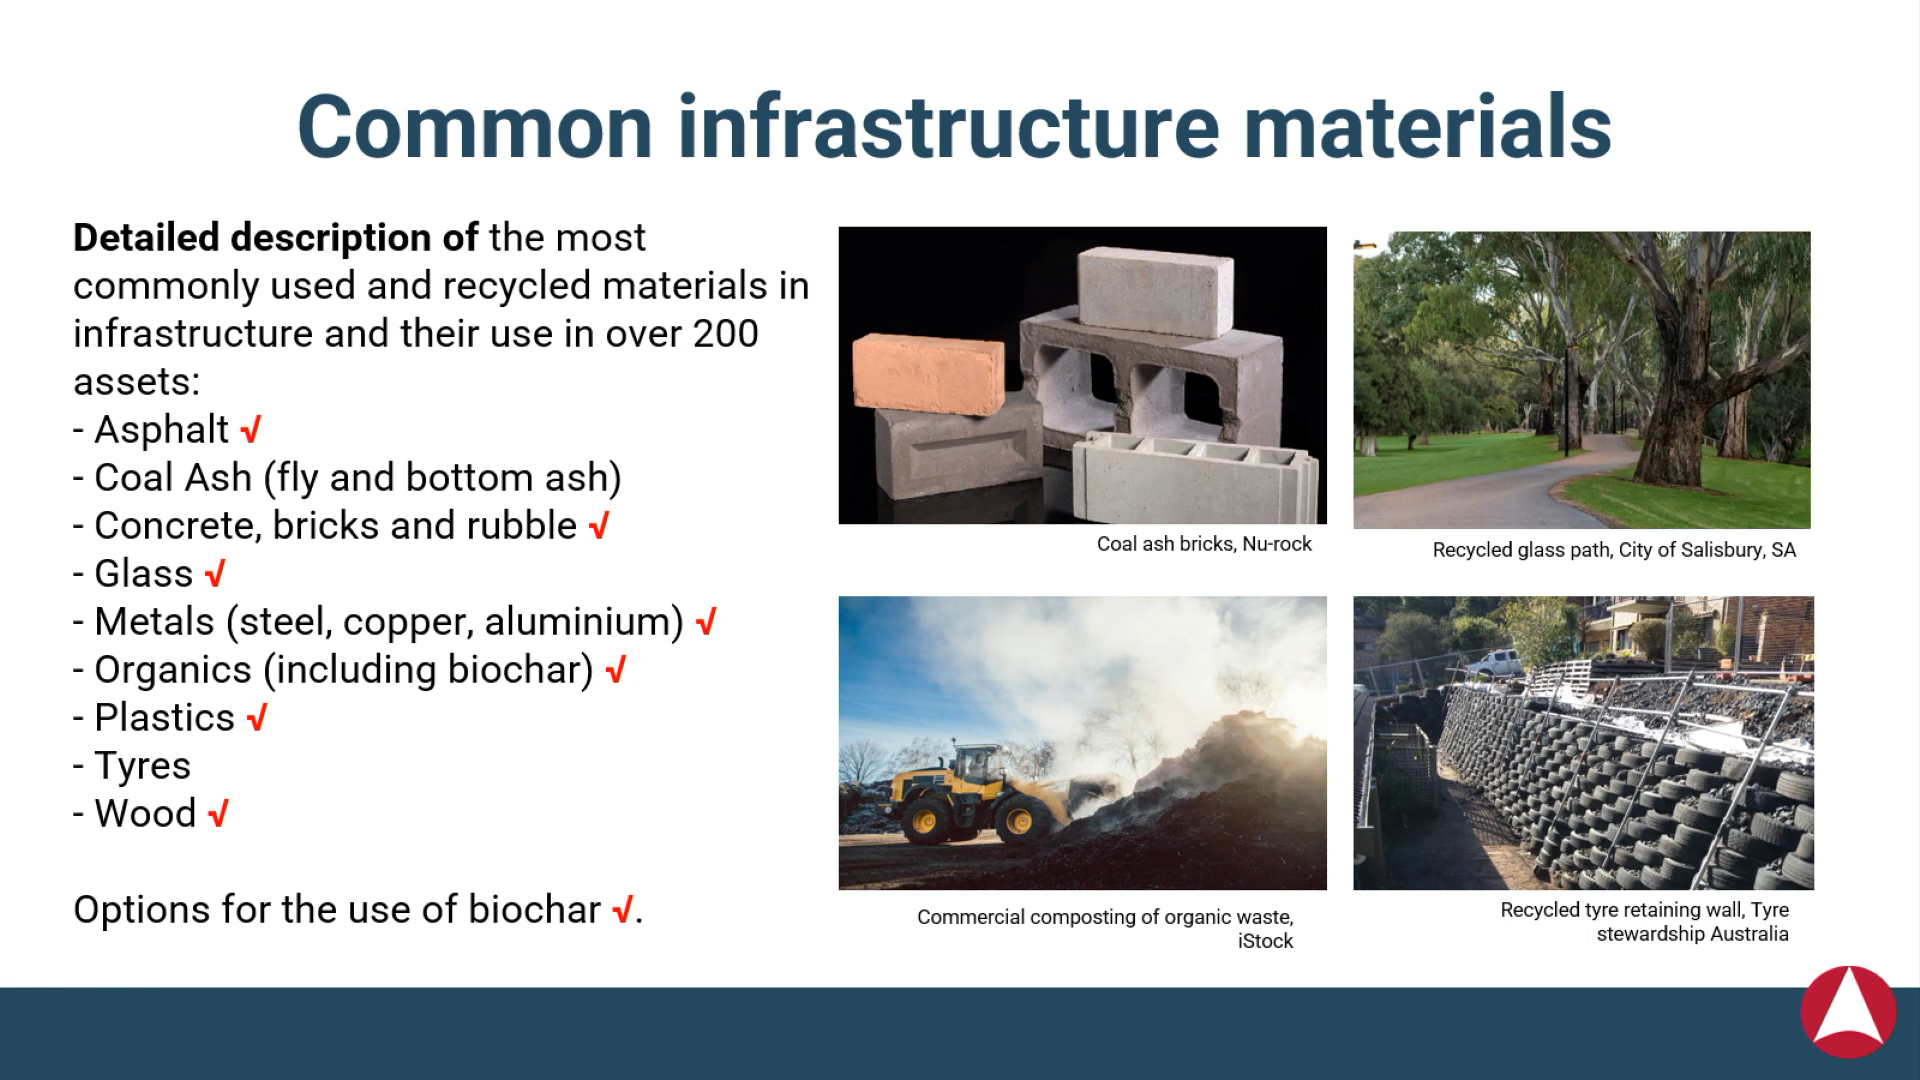 Common infrastructure materials
Detailed description of the most
commonly used and recycled materials in
infrastructure and their use in over 200
assets:
- Asphalt √
- Coal Ash (fly and bottom ash)
- Concrete, bricks and rubble √
- Glass √
- Metals (steel, copper, aluminium) √
- Organics (including biochar) √
- Plastics √
- Tyres
- Wood √
Options for the use of biochar √.
Coal ash bricks, Nu-rock
Recycled glass path, City of Salisbury, SA
Commercial composting of organic waste,
iStock
Recycled tyre retaining wall, Tyre
stewardship Australia